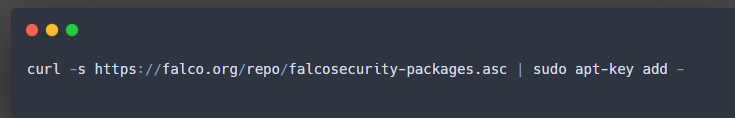 curl -s https://falco.org/repo/falcosecurity-packages.asc | sudo apt-key add -